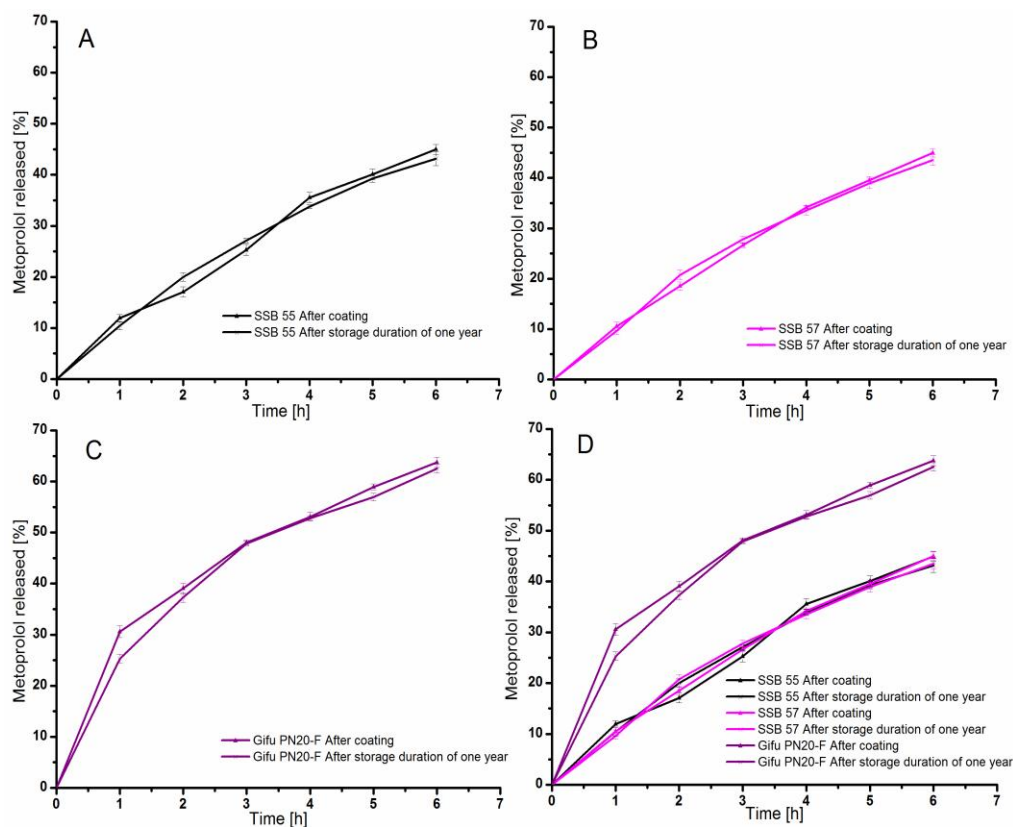 A
Metoprolol released [%]
70
60
50
40
30
20
10
0
SSB 55 After coating
SSB 55 After storage duration of one year
0 1 2 3 4 5 6 7
Time [h]
B
Metoprolol released [%]
70
60
50
40
30
20
10
0
SSB 57 After coating
SSB 57 After storage duration of one year
0 1 2 3 4 5 6 7
Time [h]
C
Metoprolol released [%]
70
60
50
40
30
20
10
0
Gifu PN20-F After coating
Gifu PN20-F After storage duration of one year
0 1 2 3 4 5 6 7
Time [h]
D
Metoprolol released [%]
70
60
50
40
30
20
10
0
SSB 55 After coating
SSB 55 After storage duration of one year
SSB 57 After coating
SSB 57 After storage duration of one year
Gifu PN20-F After coating
Gifu PN20-F After storage duration of one year
0 1 2 3 4 5 6 7
Time [h]